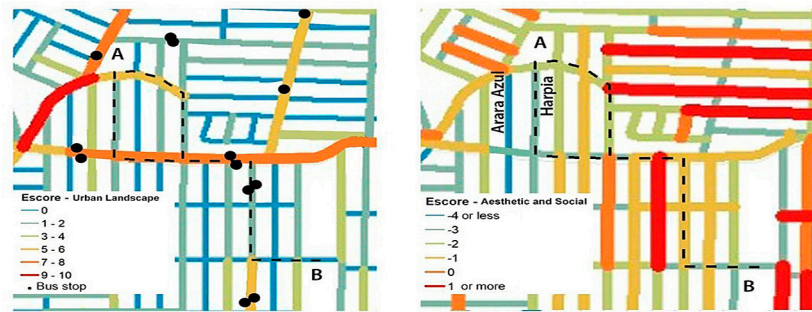 A
B
Escore - Urban Landscape
0
1 - 2
3 - 4
5 - 6
7 - 8
9 - 10
Bus stop
A
Arara Azul
Harpia
B
Escore - Aesthetic and Social
-4 or less
-3
-2
-1
0
1 or more